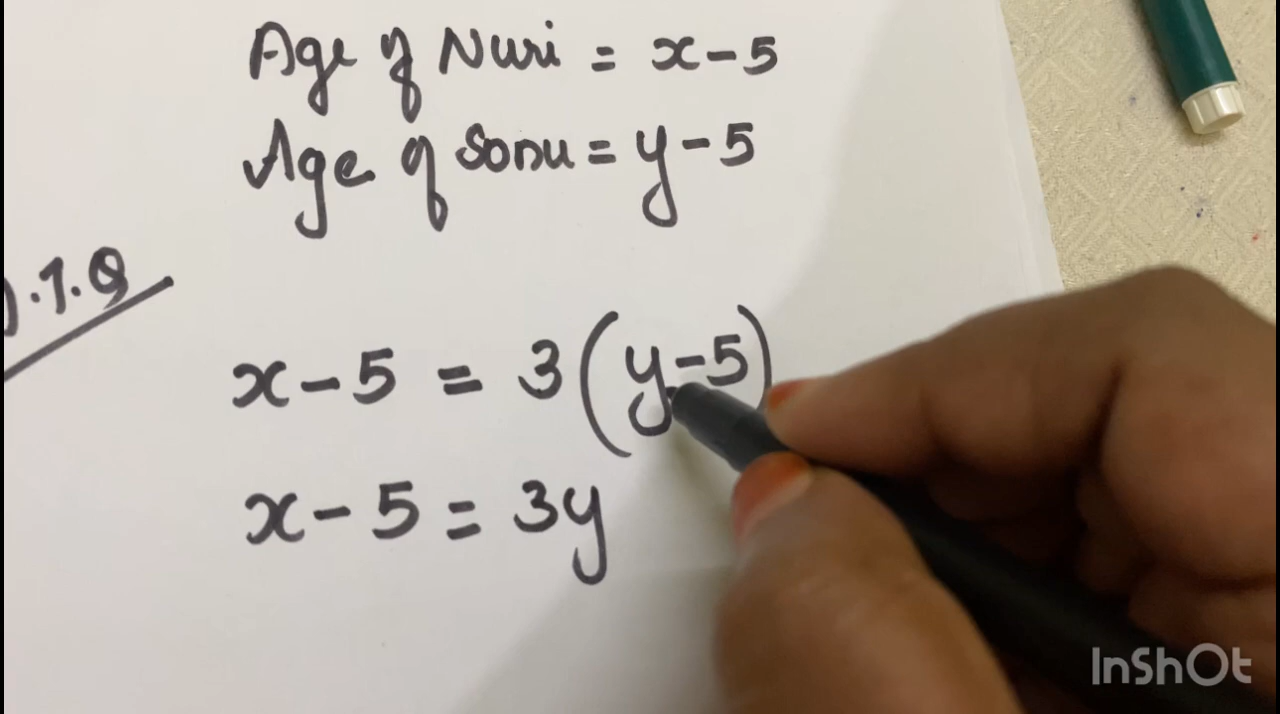 Age of Nuri = x - 5
Age of Sonu = y - 5
).T.Q
x - 5 = 3(y - 5)
x - 5 = 3y
InShOt